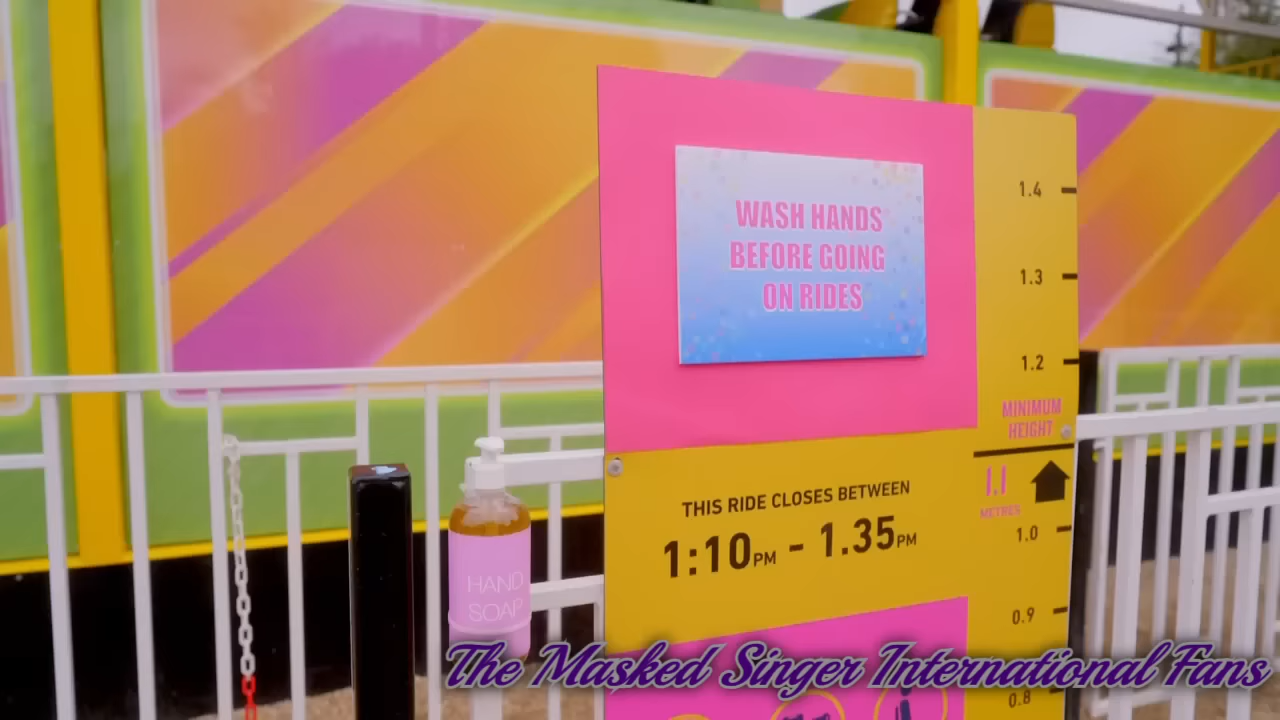 WASH HANDS
BEFORE GOING
ON RIDES
THIS RIDE CLOSES BETWEEN
1:10PM - 1.35PM
1.4
1.3
1.2
MINIMUM
HEIGHT
1.1
METRES
1.0
0.9
0.8
HAND
SOAP
The Masked Singer International Fans